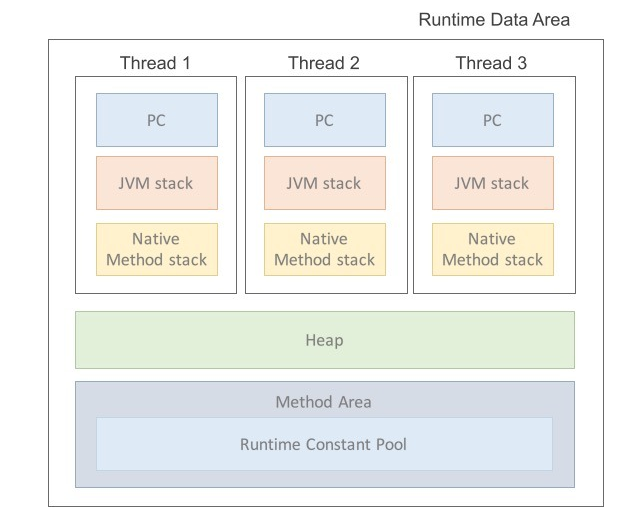 Runtime Data Area
Thread 1
Thread 2
Thread 3
PC
PC
PC
JVM stack
JVM stack
JVM stack
Native
Method stack
Native
Method stack
Native
Method stack
Heap
Method Area
Runtime Constant Pool